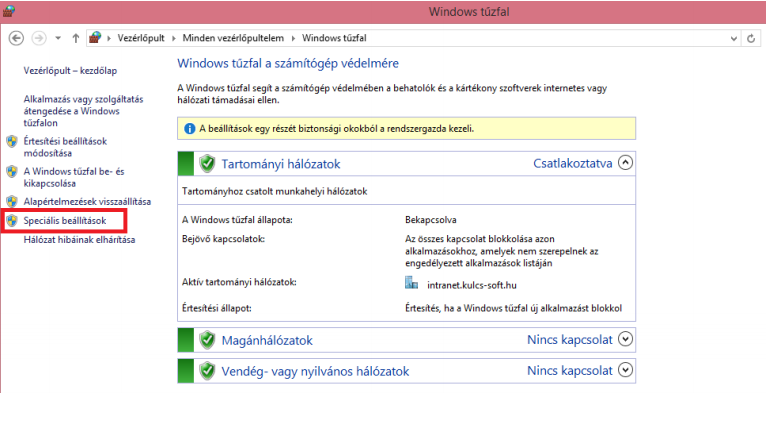 Windows tűzfal
Vezérlőpult
Minden vezérlőpultelem
Windows tűzfal
Vezérlőpult – kezdőlap
Alkalmazás vagy szolgáltatás
átengedése a Windows
tűzfalon
Értesítési beállítások
módosítása
A Windows tűzfal be- és
kikapcsolása
Alapértelmezések visszaállítása
Speciális beállítások
Hálózat hibáinak elhárítása
Windows tűzfal a számítógép védelmére
A Windows tűzfal segít a számítógép védelmében a behatolók és a kártékony szoftverek internetes vagy
hálózati támadásai ellen.
A beállítások egy részét biztonsági okokból a rendszergazda kezeli.
Tartományi hálózatok Csatlakoztatva
Tartományhoz csatolt munkahelyi hálózatok
A Windows tűzfal állapota: Bekapcsolva
Bejövő kapcsolatok: Az összes kapcsolat blokkolása azon
alkalmazásokhoz, amelyek nem szerepelnek az
engedélyezett alkalmazások listáján
Aktív tartományi hálózatok: intranet.kulcs-soft.hu
Értesítési állapot: Értesítés, ha a Windows tűzfal új alkalmazást blokkol
Magánhálózatok Nincs kapcsolat
Vendég- vagy nyilvános hálózatok Nincs kapcsolat